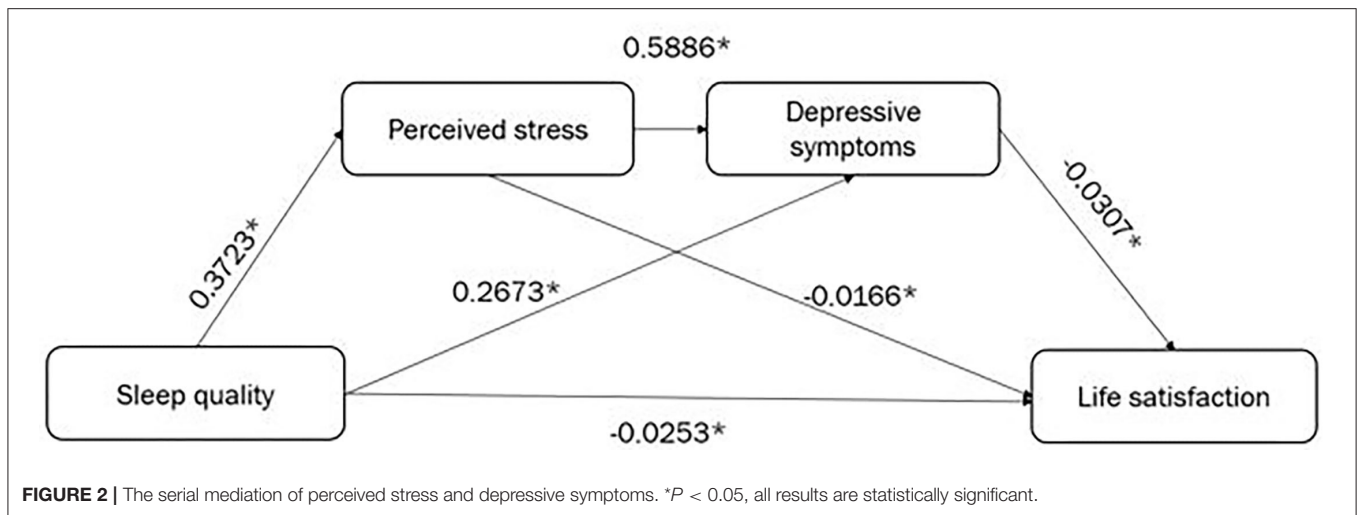 0.5886*
Perceived stress
Depressive
symptoms
0.3723*
-0.0307*
0.2673*
-0.0166*
Sleep quality
Life satisfaction
-0.0253*
FIGURE 2 | The serial mediation of perceived stress and depressive symptoms. *P < 0.05, all results are statistically significant.